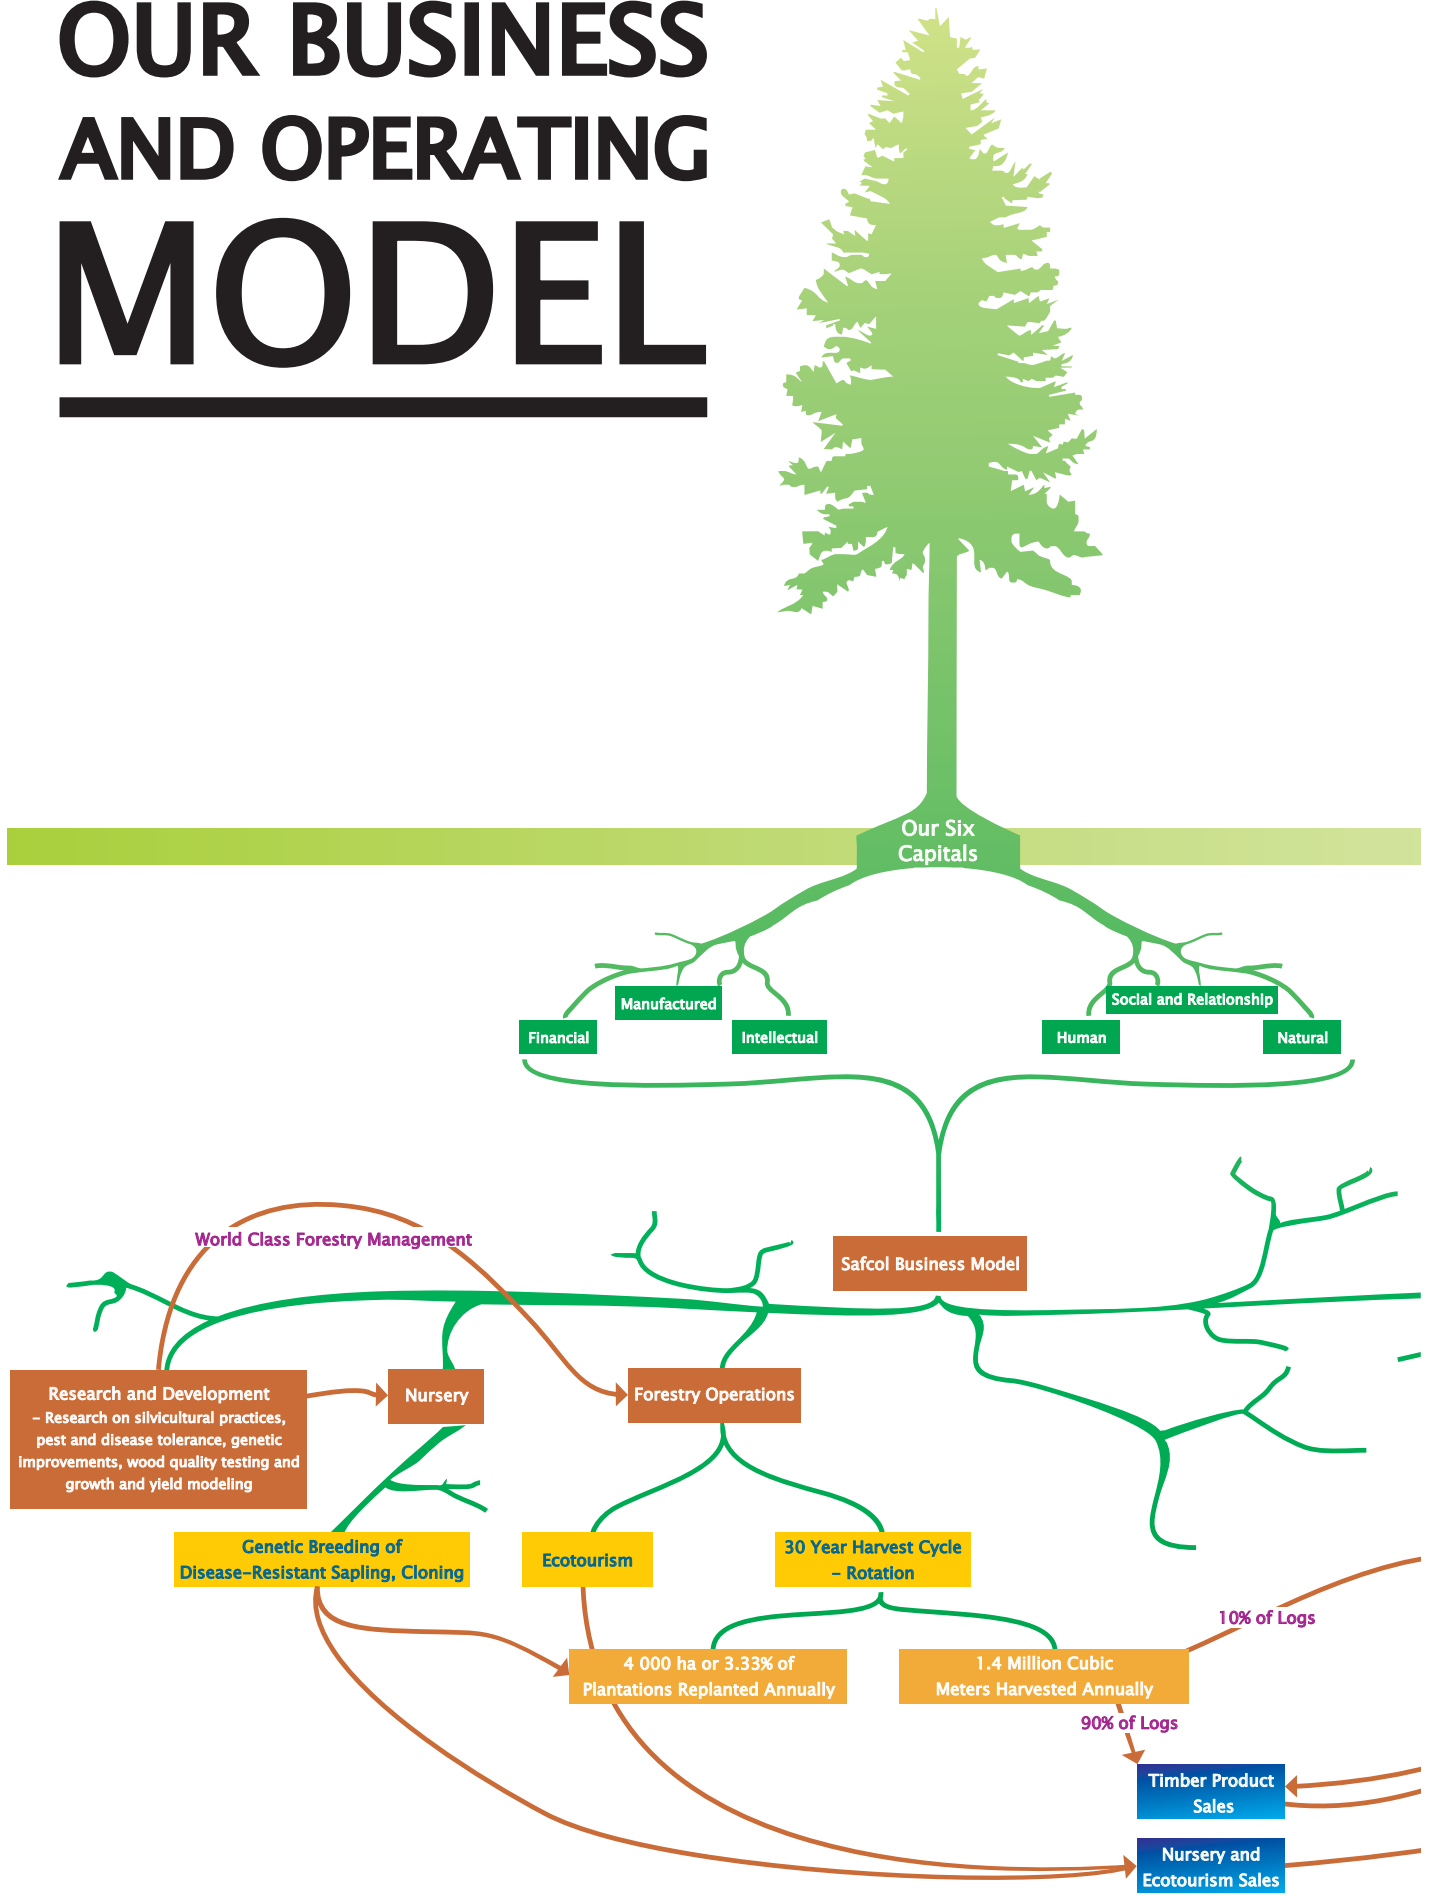 OUR BUSINESS
AND OPERATING
MODEL
Our Six
Capitals
Manufactured
Social and Relationship
Financial
Intellectual
Human
Natural
World Class Forestry Management
Safcol Business Model
Research and Development
– Research on silvicultural practices,
pest and disease tolerance, genetic
improvements, wood quality testing and
growth and yield modeling
Nursery
Forestry Operations
Genetic Breeding of
Disease-Resistant Sapling, Cloning
Ecotourism
30 Year Harvest Cycle
– Rotation
10% of Logs
4 000 ha or 3.33% of
Plantations Replanted Annually
1.4 Million Cubic
Meters Harvested Annually
90% of Logs
Timber Product
Sales
Nursery and
Ecotourism Sales